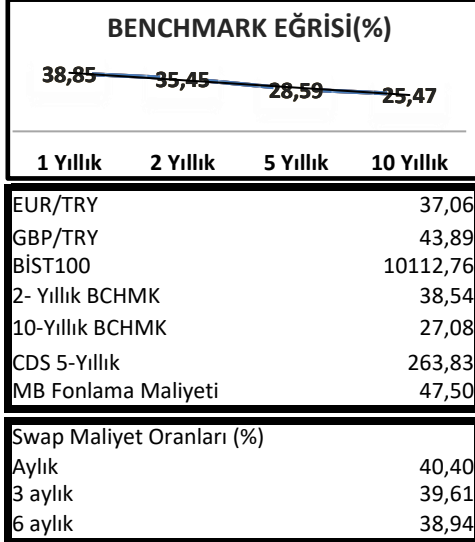 BENCHMARK EĞRİSİ(%)
38,85 35,45 28,59 25,47
1 Yıllık 2 Yıllık 5 Yıllık 10 Yıllık
EUR/TRY 37,06
GBP/TRY 43,89
BİST100 10112,76
2- Yıllık BCHMK 38,54
10-Yıllık BCHMK 27,08
CDS 5-Yıllık 263,83
MB Fonlama Maliyeti 47,50
Swap Maliyet Oranları (%)
Aylık 40,40
3 aylık 39,61
6 aylık 38,94